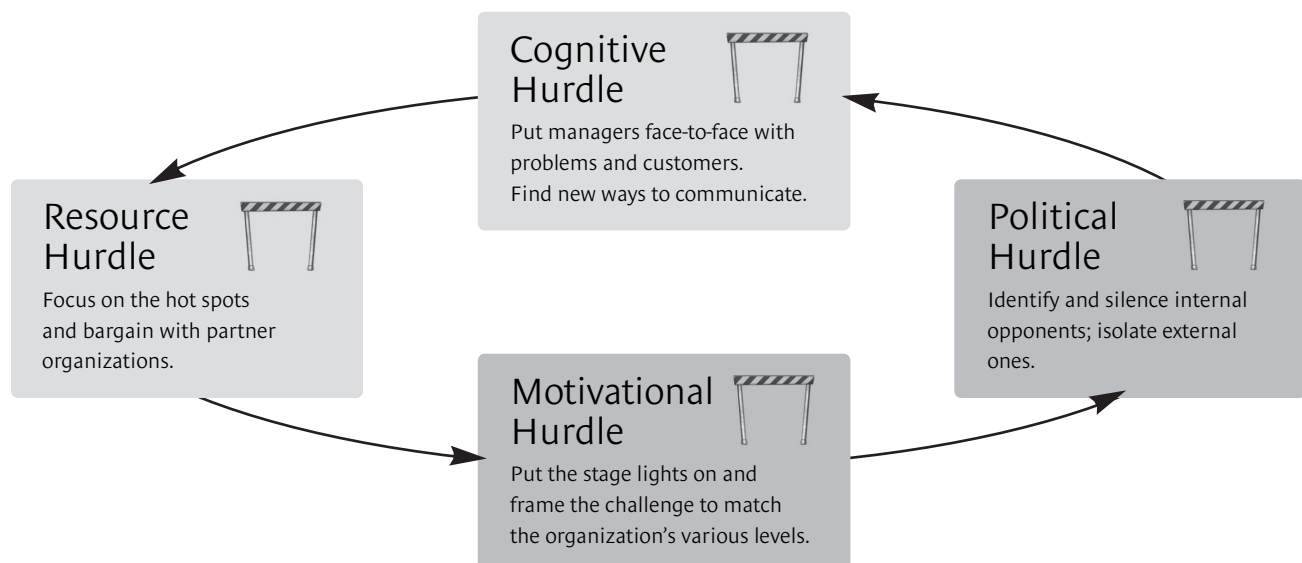 Cognitive
Hurdle
Put managers face-to-face with
problems and customers.
Find new ways to communicate.
Resource
Hurdle
Focus on the hot spots
and bargain with partner
organizations.
Political
Hurdle
Identify and silence internal
opponents; isolate external
ones.
Motivational
Hurdle
Put the stage lights on and
frame the challenge to match
the organization’s various levels.